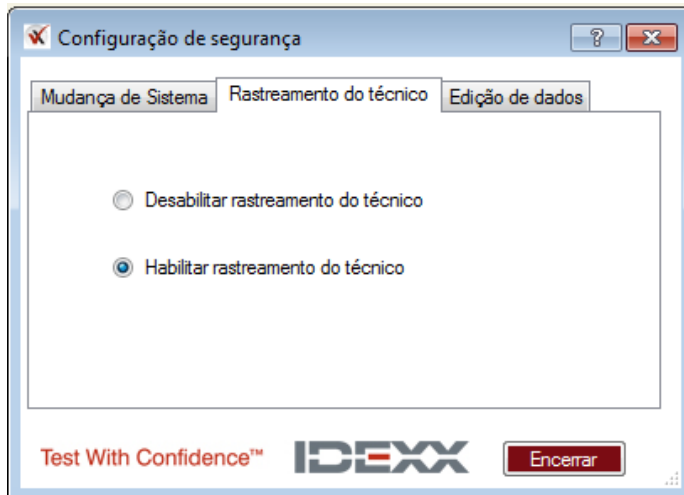 Configuração de segurança
Mudança de Sistema Rastreamento do técnico Edição de dados
Desabilitar rastreamento do técnico
Habilitar rastreamento do técnico
Test With Confidence™ IDEXX Encerrar